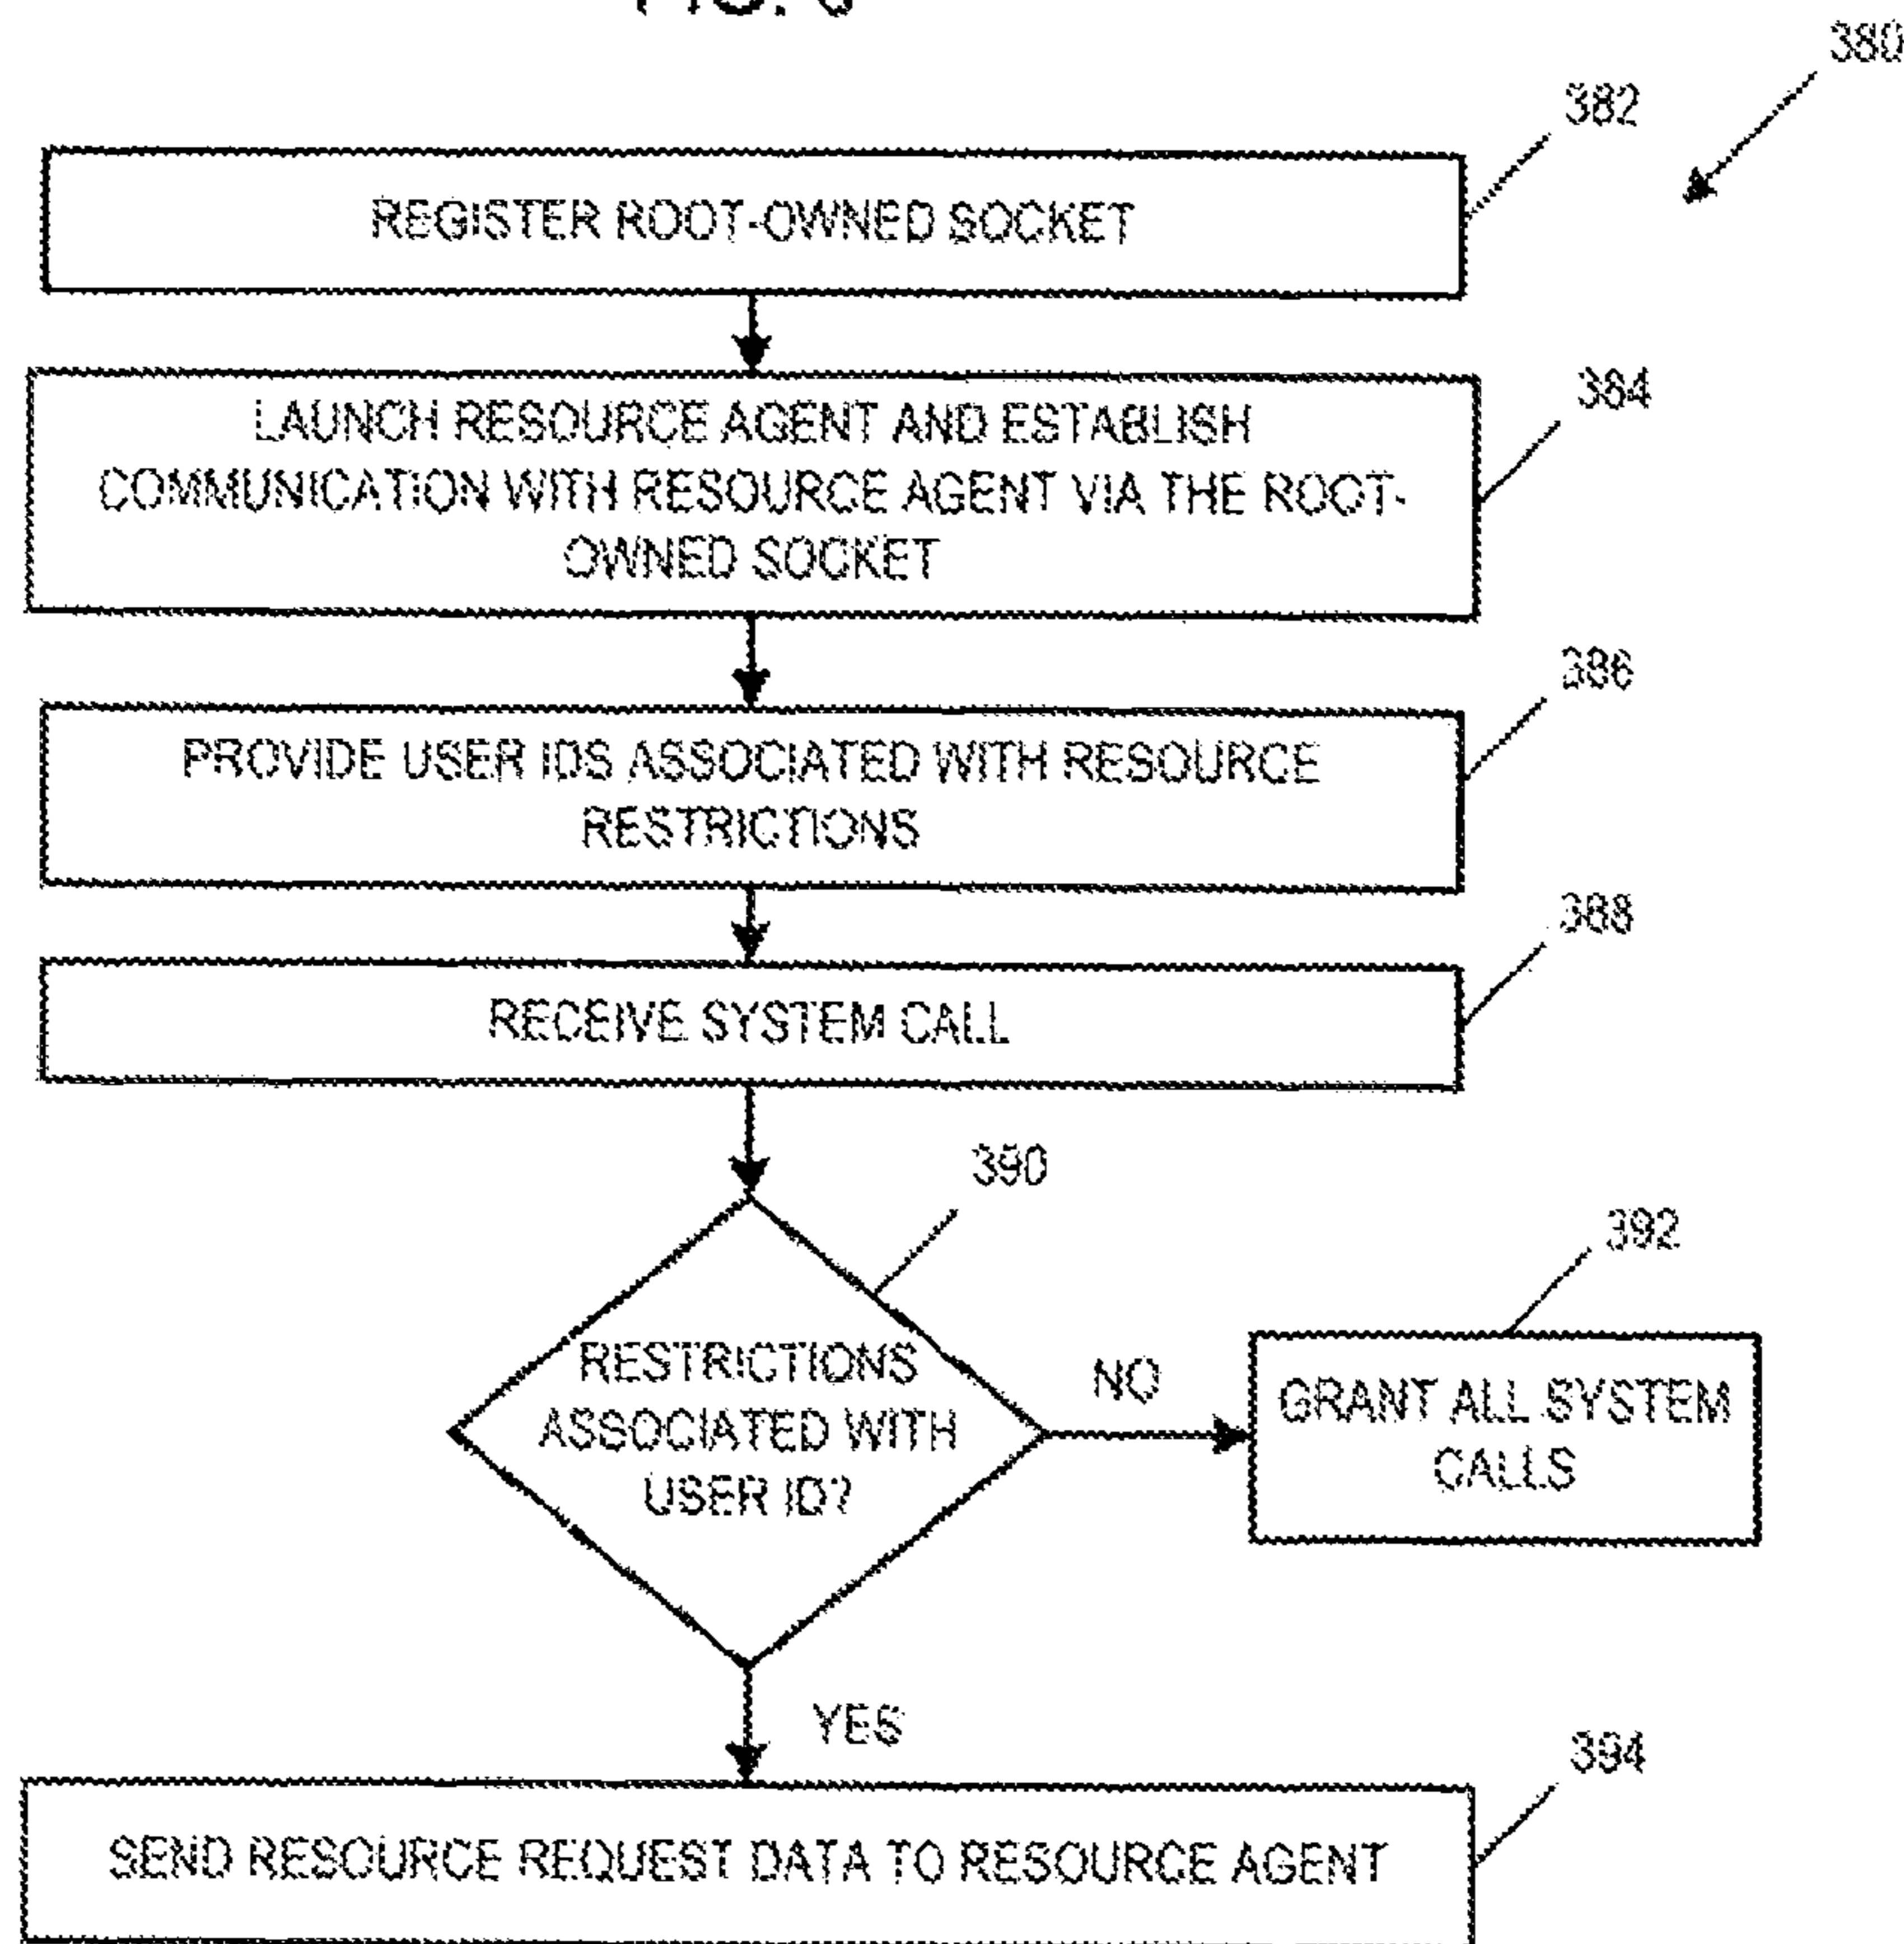 380
382
REGISTER ROOT-OWNED SOCKET
384
LAUNCH RESOURCE AGENT AND ESTABLISH
COMMUNICATION WITH RESOURCE AGENT VIA THE ROOT-
OWNED SOCKET
386
PROVIDE USER IDS ASSOCIATED WITH RESOURCE
RESTRICTIONS
388
RECEIVE SYSTEM CALL
390
392
RESTRICTIONS
ASSOCIATED WITH
USER ID?
NO
GRANT ALL SYSTEM
CALLS
YES
394
SEND RESOURCE REQUEST DATA TO RESOURCE AGENT